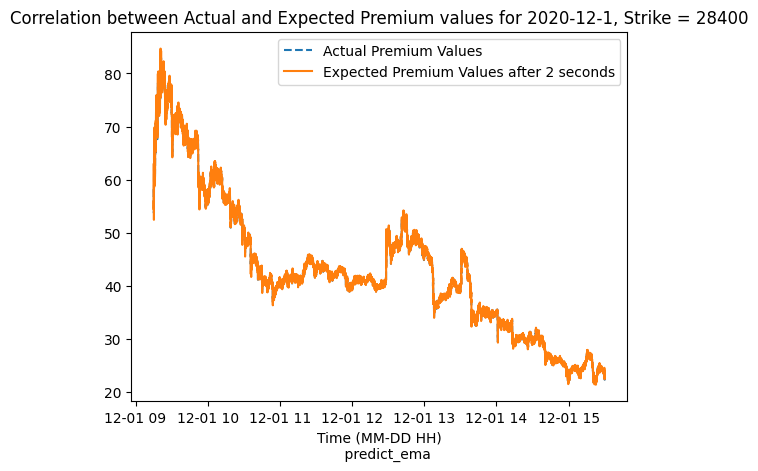 Correlation between Actual and Expected Premium values for 2020-12-1, Strike = 28400
Actual Premium Values
Expected Premium Values after 2 seconds
80
70
60
50
40
30
20
12-01 09 12-01 10 12-01 11 12-01 12 12-01 13 12-01 14 12-01 15
Time (MM-DD HH)
predict_ema